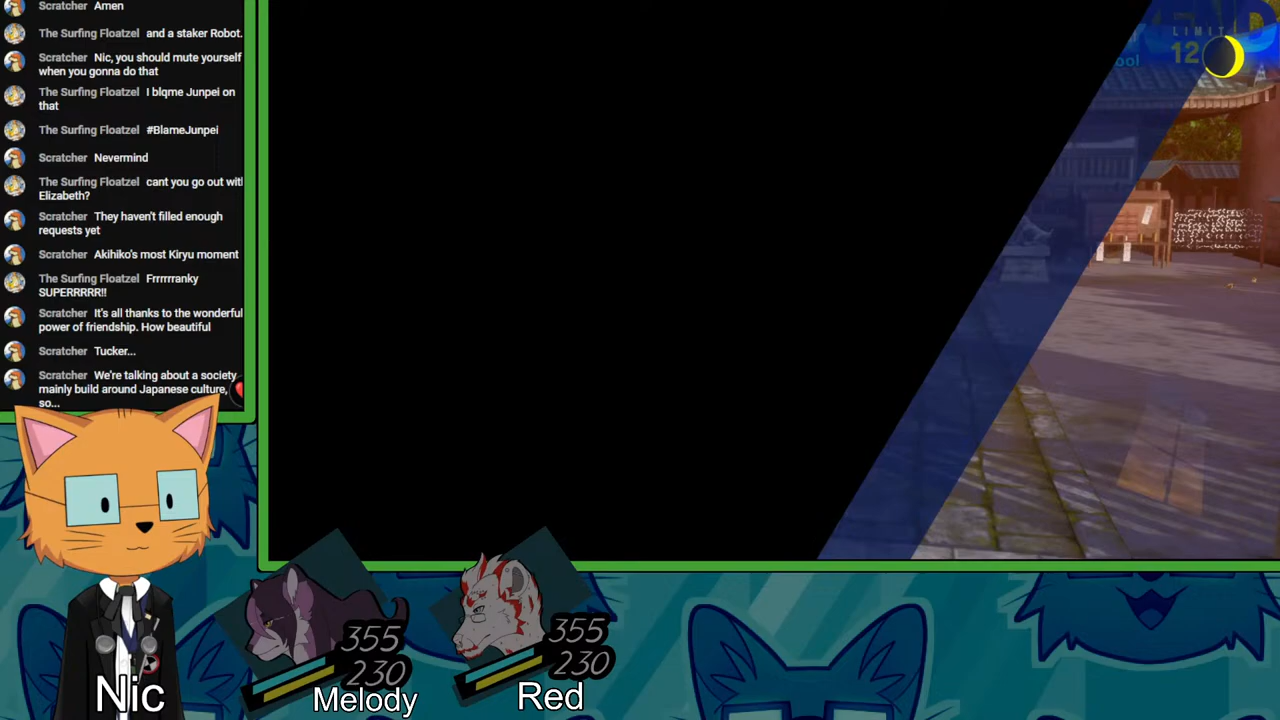 Scratcher Amen
The Surfing Floatzel and a staker Robot.
Scratcher Nic, you should mute yourself
when you gonna do that
The Surfing Floatzel I blqme Junpei on
that
The Surfing Floatzel #BlameJunpei
Scratcher Nevermind
The Surfing Floatzel cant you go out with
Elizabeth?
Scratcher They haven't filled enough
requests yet
Scratcher Akihiko's most Kiryu moment
The Surfing Floatzel Frrrrranky
SUPERRRRR!!
Scratcher It's all thanks to the wonderful
power of friendship. How beautiful
Scratcher Tucker...
Scratcher We're talking about a society
mainly build around Japanese culture,
so...
LIMIT
12
ool
355
230
355
230
Nic
Melody
Red